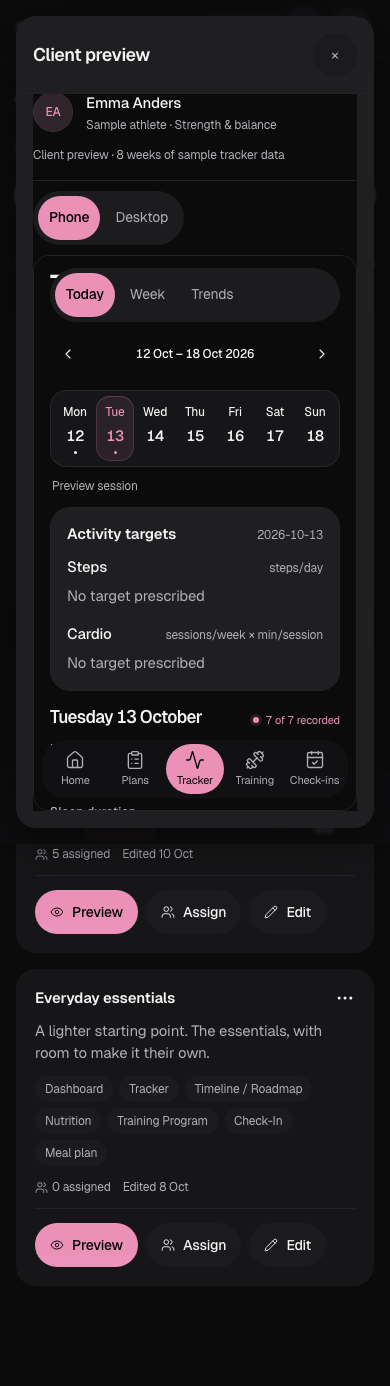 Client preview
×
EA
Emma Anders
Sample athlete · Strength & balance
Client preview · 8 weeks of sample tracker data
Phone
Desktop
Today
Week
Trends
12 Oct – 18 Oct 2026
Mon
Tue
Wed
Thu
Fri
Sat
Sun
12
13
14
15
16
17
18
Preview session
Activity targets
2026-10-13
Steps
steps/day
No target prescribed
Cardio
sessions/week × min/session
No target prescribed
Tuesday 13 October
7 of 7 recorded
Home
Plans
Tracker
Training
Check-ins
Sleep duration
5 assigned
Edited 10 Oct
Preview
Assign
Edit
Everyday essentials
A lighter starting point. The essentials, with
room to make it their own.
Dashboard
Tracker
Timeline / Roadmap
Nutrition
Training Program
Check-In
Meal plan
0 assigned
Edited 8 Oct
Preview
Assign
Edit